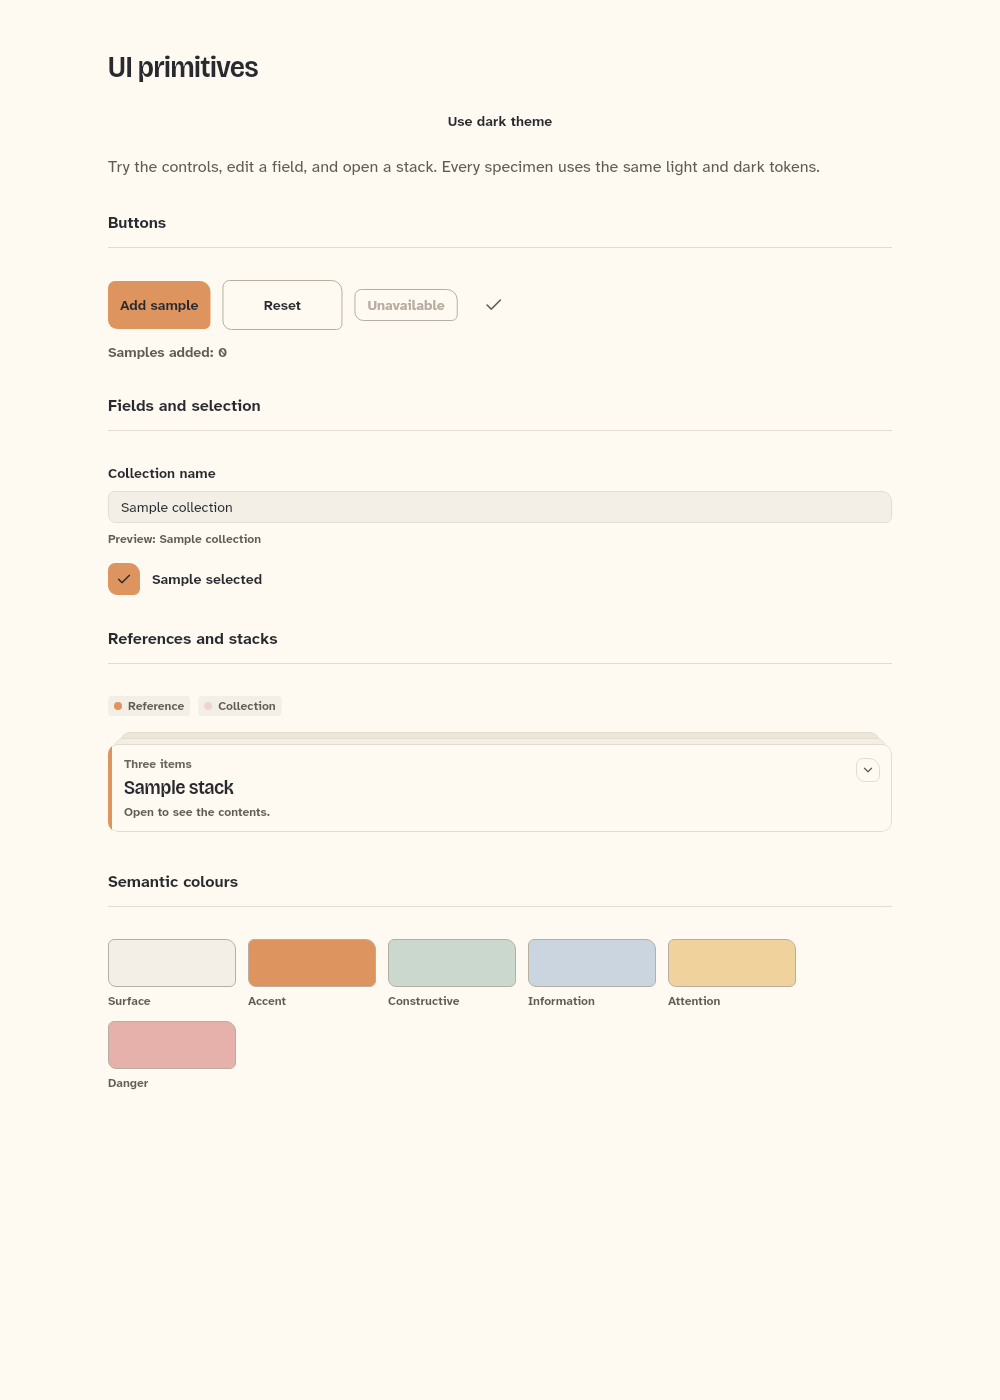 UI primitives
Use dark theme
Try the controls, edit a field, and open a stack. Every specimen uses the same light and dark tokens.
Buttons
Add sample
Reset
Unavailable
Samples added: 0
Fields and selection
Collection name
Sample collection
Preview: Sample collection
Sample selected
References and stacks
Reference
Collection
Three items
Sample stack
Open to see the contents.
Semantic colours
Surface
Accent
Constructive
Information
Attention
Danger